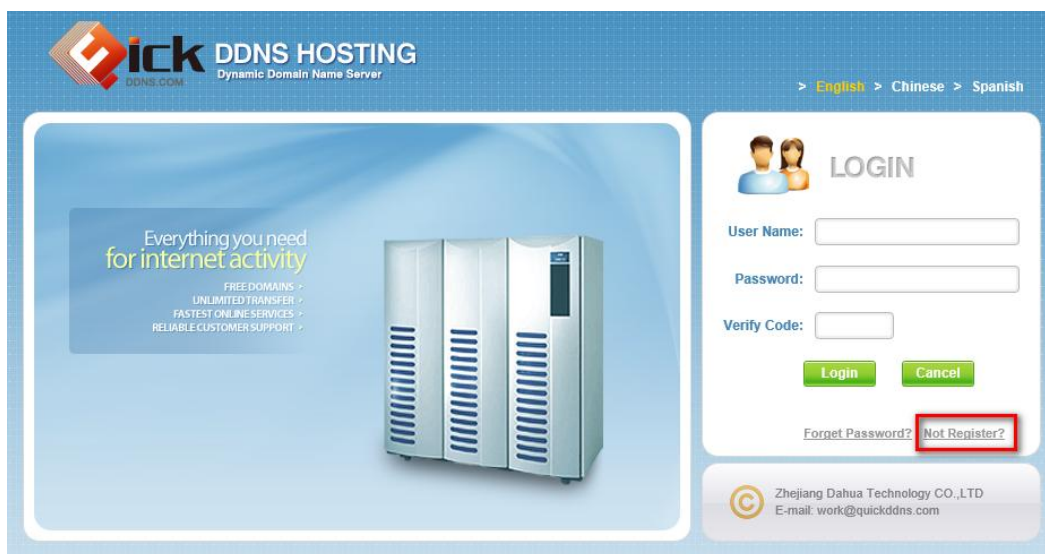 Quick
DDNS.COM
DDNS HOSTING
Dynamic Domain Name Server
> English > Chinese > Spanish
Everything you need
for internet activity
FREE DOMAINS
UNLIMITED TRANSFER
FASTEST ONLINE SERVICES
RELIABLE CUSTOMER SUPPORT
LOGIN
User Name:
Password:
Verify Code:
Login Cancel
Forget Password? Not Register?
© Zhejiang Dahua Technology CO.,LTD
E-mail: work@quickddns.com